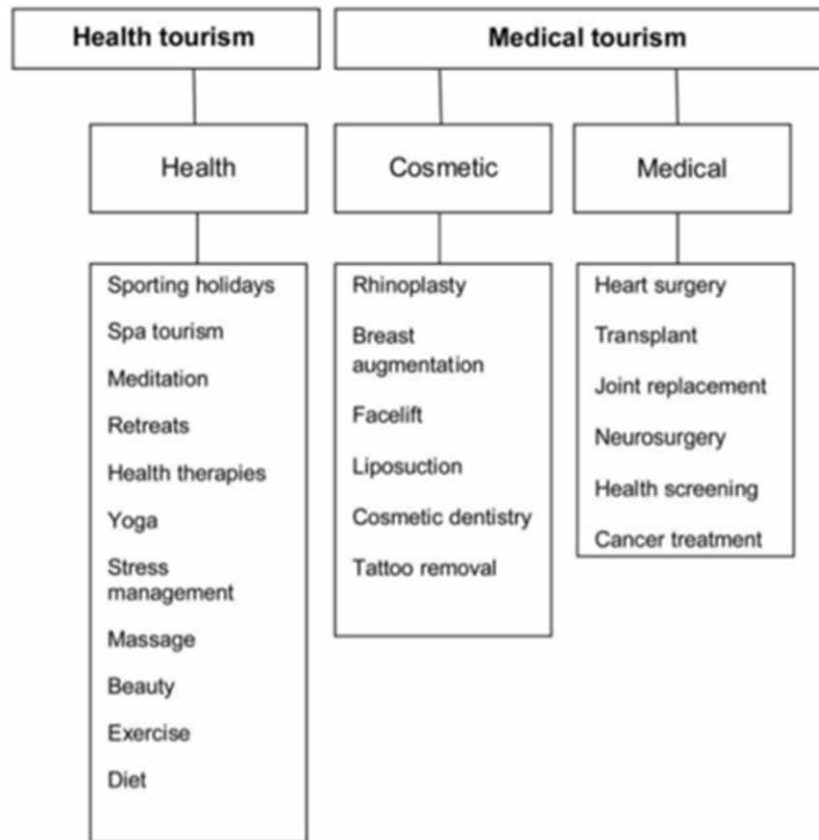 Health tourism
Medical tourism
Health
Cosmetic
Medical
Sporting holidays
Spa tourism
Meditation
Retreats
Health therapies
Yoga
Stress
management
Massage
Beauty
Exercise
Diet
Rhinoplasty
Breast
augmentation
Facelift
Liposuction
Cosmetic dentistry
Tattoo removal
Heart surgery
Transplant
Joint replacement
Neurosurgery
Health screening
Cancer treatment